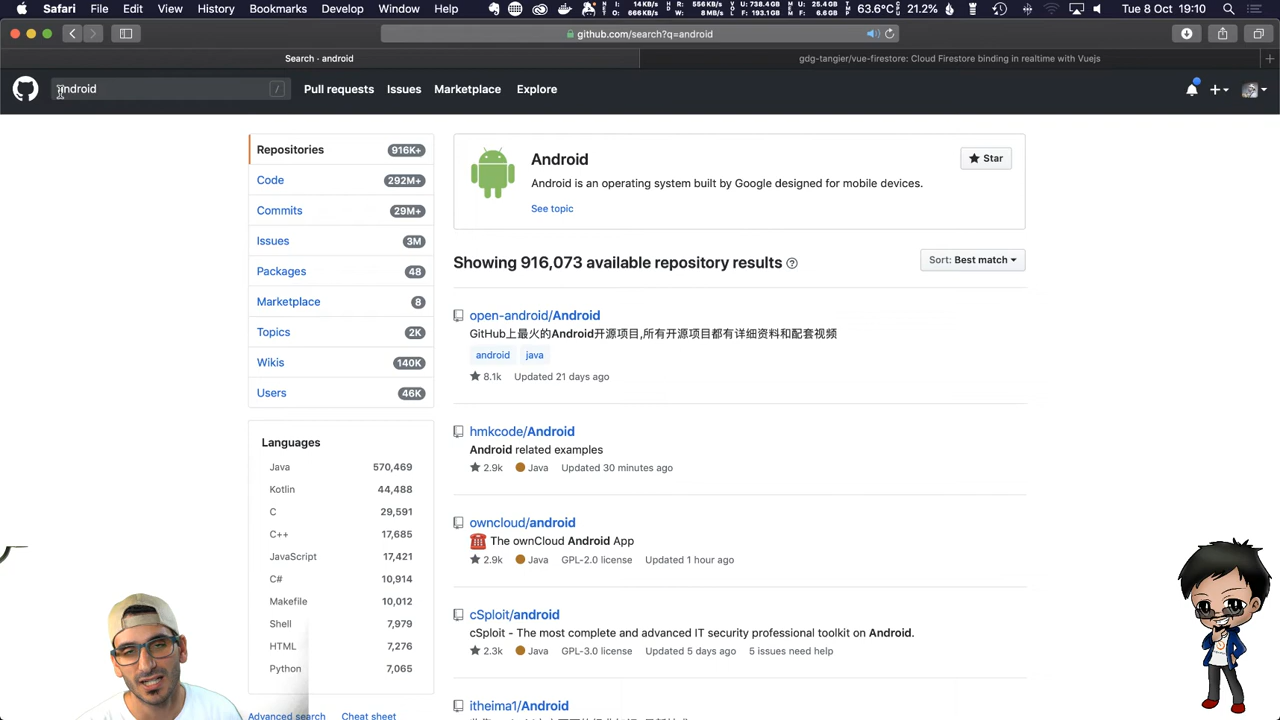 Safari File Edit View History Bookmarks Develop Window Help 63.6°C 21.2% Tue 8 Oct 19:10
github.com/search?q=android
Search · android
gdg-tangier/vue-firestore: Cloud Firestore binding in realtime with Vuejs
android /
Pull requests Issues Marketplace Explore
Repositories 916K+
Code 292M+
Commits 29M+
Issues 3M
Packages 48
Marketplace 8
Topics 2K
Wikis 140K
Users 46K
Languages
Java 570,469
Kotlin 44,488
C 29,591
C++ 17,685
JavaScript 17,421
C# 10,914
Makefile 10,012
Shell 7,979
HTML 7,276
Python 7,065
Advanced search Cheat sheet
Android
Star
Android is an operating system built by Google designed for mobile devices.
See topic
Showing 916,073 available repository results
Sort: Best match
open-android/Android
GitHub上最火的Android开源项目,所有开源项目都有详细资料和配套视频
android java
8.1k Updated 21 days ago
hmkcode/Android
Android related examples
2.9k Java Updated 30 minutes ago
owncloud/android
The ownCloud Android App
2.9k Java GPL-2.0 license Updated 1 hour ago
cSploit/android
cSploit - The most complete and advanced IT security professional toolkit on Android.
2.3k Java GPL-3.0 license Updated 5 days ago 5 issues need help
itheima1/Android